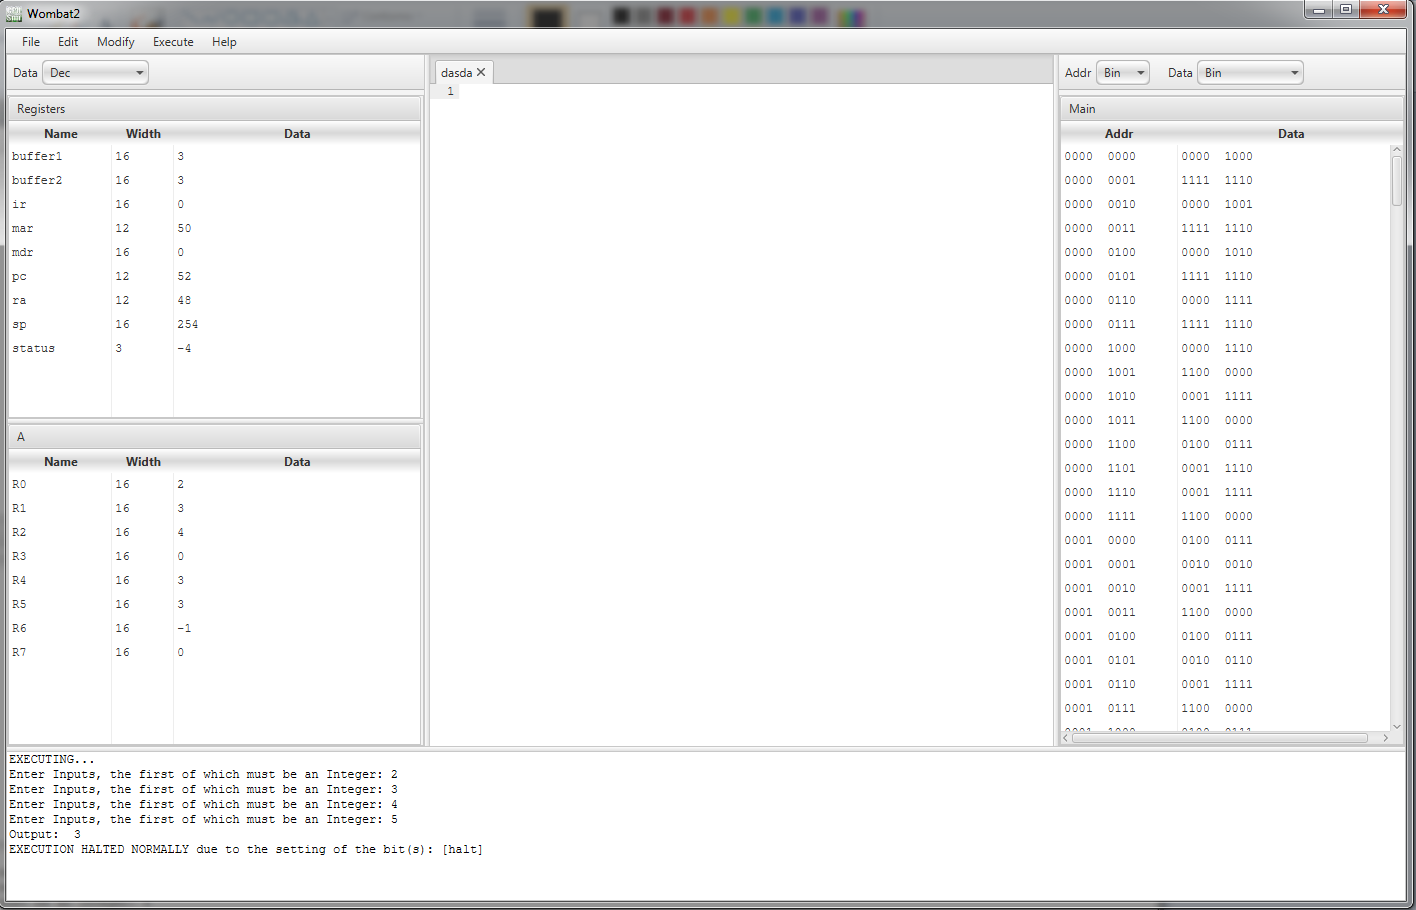 Wombat2
File Edit Modify Execute Help
Data Dec
Registers
Name Width Data
buffer1 16 3
buffer2 16 3
ir 16 0
mar 12 50
mdr 16 0
pc 12 52
ra 12 48
sp 16 254
status 3 -4
A
Name Width Data
R0 16 2
R1 16 3
R2 16 4
R3 16 0
R4 16 3
R5 16 3
R6 16 -1
R7 16 0
dasda
1
Addr Bin Data Bin
Main
Addr Data
0000 0000 0000 1000
0000 0001 1111 1110
0000 0010 0000 1001
0000 0011 1111 1110
0000 0100 0000 1010
0000 0101 1111 1110
0000 0110 0000 1111
0000 0111 1111 1110
0000 1000 0000 1110
0000 1001 1100 0000
0000 1010 0001 1111
0000 1011 1100 0000
0000 1100 0100 0111
0000 1101 0001 1110
0000 1110 0001 1111
0000 1111 1100 0000
0001 0000 0100 0111
0001 0001 0010 0010
0001 0010 0001 1111
0001 0011 1100 0000
0001 0100 0100 0111
0001 0101 0010 0110
0001 0110 0001 1111
0001 0111 1100 0000
0001 1000 0100 0111
EXECUTING...
Enter Inputs, the first of which must be an Integer: 2
Enter Inputs, the first of which must be an Integer: 3
Enter Inputs, the first of which must be an Integer: 4
Enter Inputs, the first of which must be an Integer: 5
Output: 3
EXECUTION HALTED NORMALLY due to the setting of the bit(s): [halt]